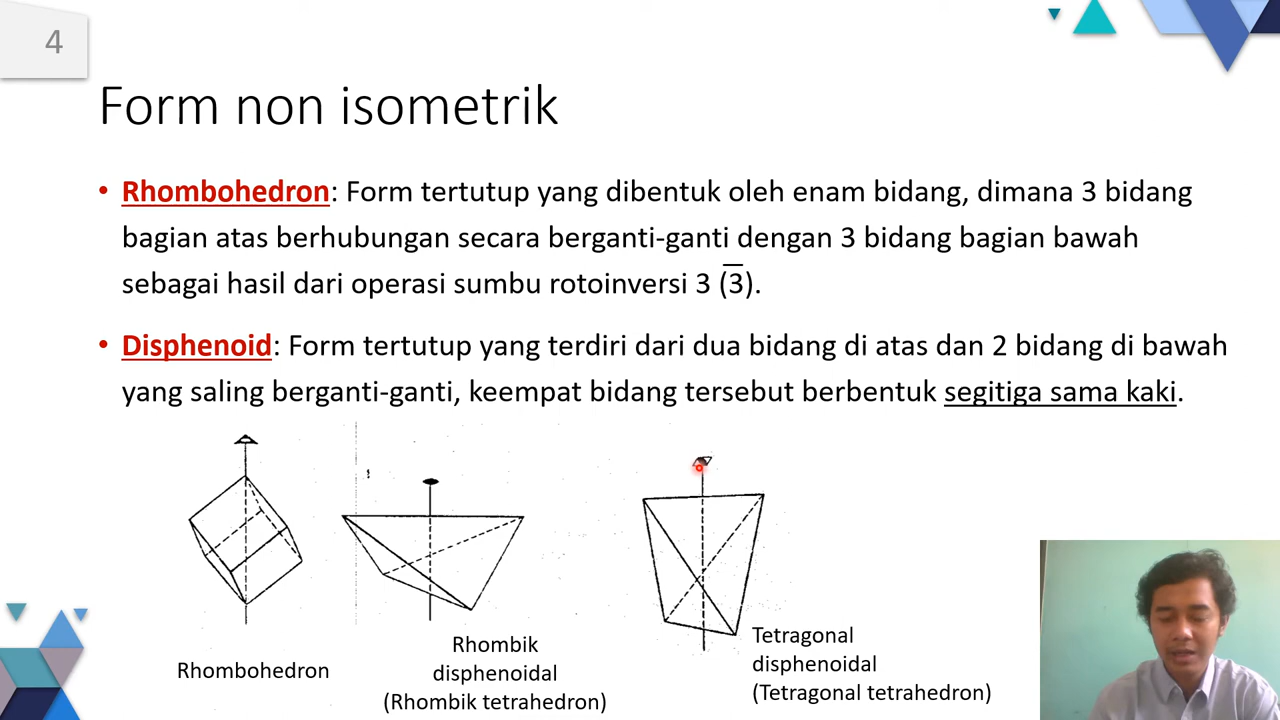 4
Form non isometrik
• Rhombohedron: Form tertutup yang dibentuk oleh enam bidang, dimana 3 bidang
bagian atas berhubungan secara berganti-ganti dengan 3 bidang bagian bawah
sebagai hasil dari operasi sumbu rotoinversi 3 (3̅).
• Disphenoid: Form tertutup yang terdiri dari dua bidang di atas dan 2 bidang di bawah
yang saling berganti-ganti, keempat bidang tersebut berbentuk segitiga sama kaki.
Rhombohedron
Rhombik
disphenoidal
(Rhombik tetrahedron)
Tetragonal
disphenoidal
(Tetragonal tetrahedron)